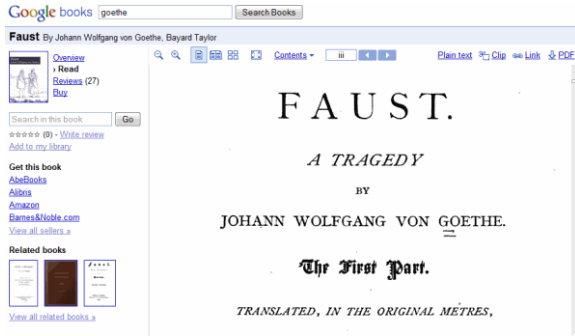 Google books goethe Search Books
Faust By Johann Wolfgang von Goethe, Bayard Taylor
Overview
› Read
Reviews (27)
Buy
Search in this book Go
(0) - Write review
Add to my library
Get this book
AbeBooks
Alibris
Amazon
Barnes&Noble.com
View all sellers »
Related books
View all related books »
Contents iii Plain text Clip Link PDF
FAUST.
A TRAGEDY
BY
JOHANN WOLFGANG VON GOETHE.
The First Part.
TRANSLATED, IN THE ORIGINAL METRES,